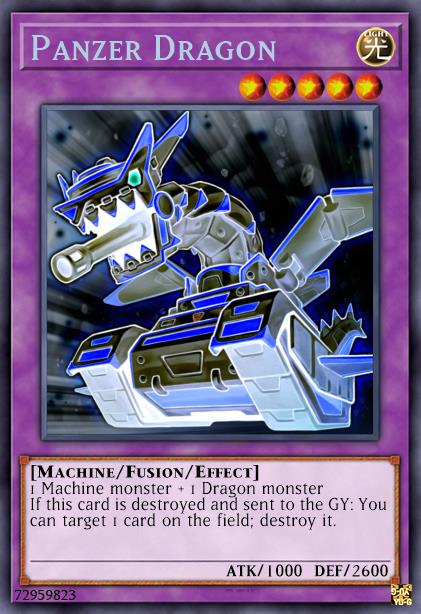 Panzer Dragon
LIGHT
光
[Machine/Fusion/Effect]
1 Machine monster + 1 Dragon monster
If this card is destroyed and sent to the GY: You
can target 1 card on the field; destroy it.
ATK/1000 DEF/2600
72959823